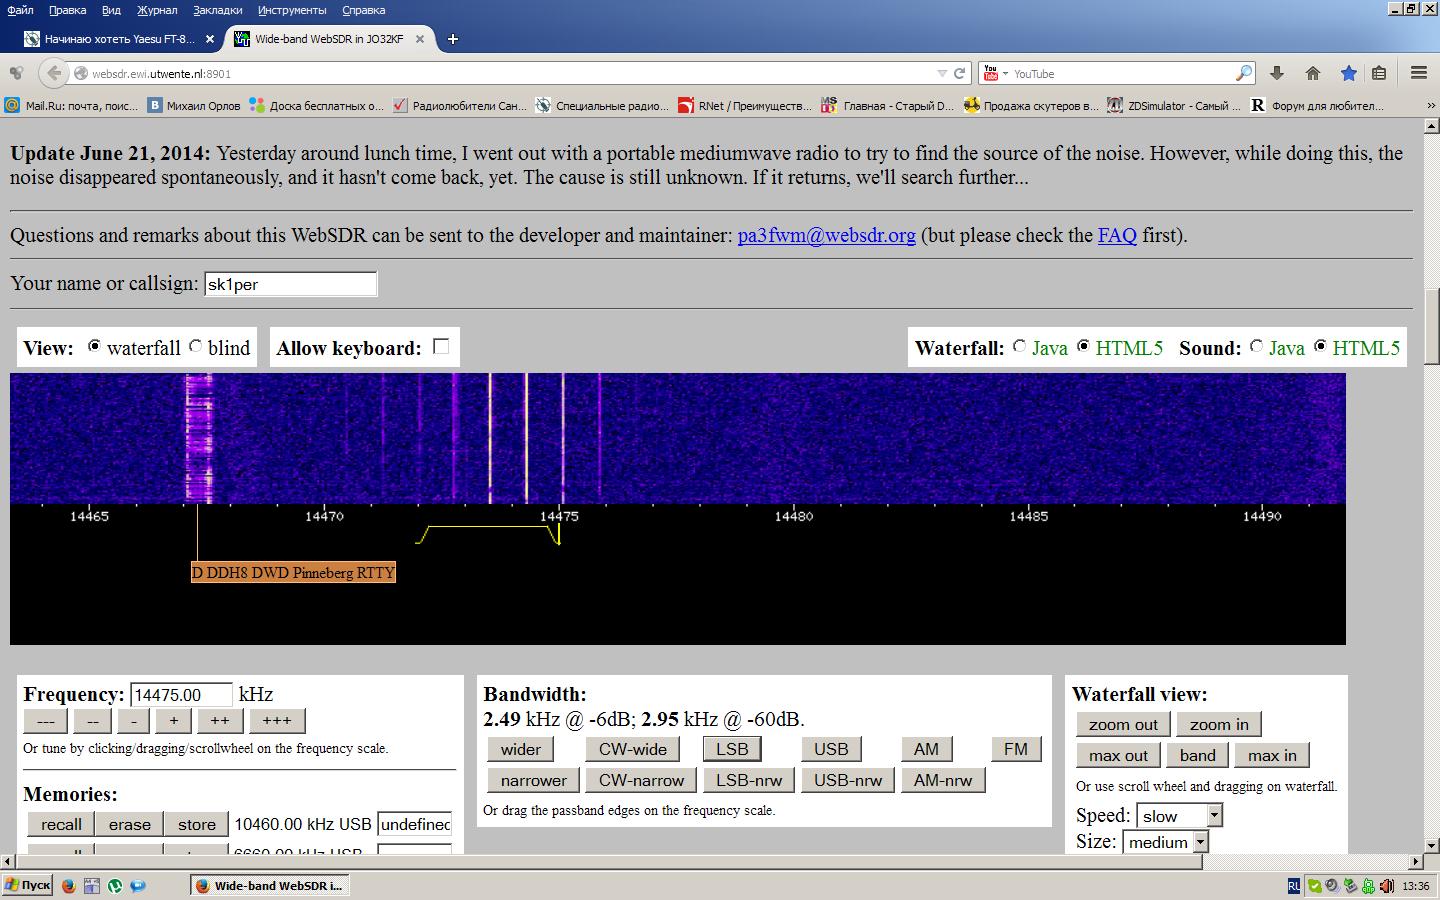 Файл Правка Вид Журнал Закладки Инструменты Справка
Начинаю хотеть Yaesu FT-8... Wide-band WebSDR in JO32KF
websdr.ewi.utwente.nl:8901 YouTube
Mail.Ru: почта, поис... Михаил Орлов Доска бесплатных о... Радиолюбители Сан... Специальные радио... RNet / Преимуществ... Главная - Старый D... Продажа скутеров в... ZDSimulator - Самый ... Форум для любител...
Update June 21, 2014: Yesterday around lunch time, I went out with a portable mediumwave radio to try to find the source of the noise. However, while doing this, the
noise disappeared spontaneously, and it hasn't come back, yet. The cause is still unknown. If it returns, we'll search further...
Questions and remarks about this WebSDR can be sent to the developer and maintainer: pa3fwm@websdr.org (but please check the FAQ first).
Your name or callsign: sk1per
View: waterfall blind Allow keyboard: Waterfall: Java HTML5 Sound: Java HTML5
14465 14470 14475 14480 14485 14490
D DDH8 DWD Pinneberg RTTY
Frequency: 14475.00 kHz
--- -- - + ++ +++
Or tune by clicking/dragging/scrollwheel on the frequency scale.
Memories:
recall erase store 10460.00 kHz USB undefined
Bandwidth:
2.49 kHz @ -6dB; 2.95 kHz @ -60dB.
wider CW-wide LSB USB AM FM
narrower CW-narrow LSB-nrw USB-nrw AM-nrw
Or drag the passband edges on the frequency scale.
Waterfall view:
zoom out zoom in
max out band max in
Or use scroll wheel and dragging on waterfall.
Speed: slow
Size: medium
Пуск Wide-band WebSDR i... RU 13:36